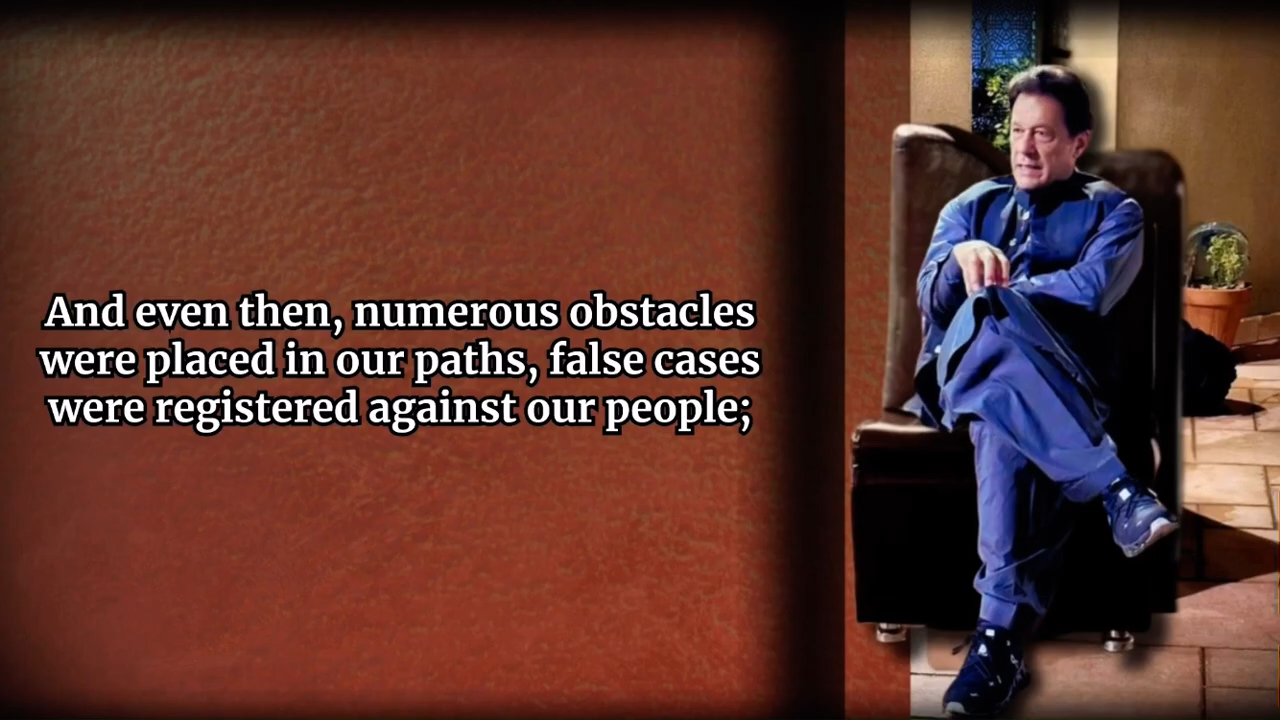 And even then, numerous obstacles
were placed in our paths, false cases
were registered against our people;